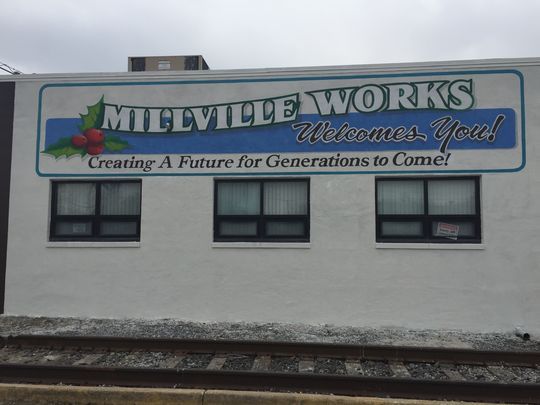 MILLVILLE WORKS
Welcomes You!
Creating A Future for Generations to Come!